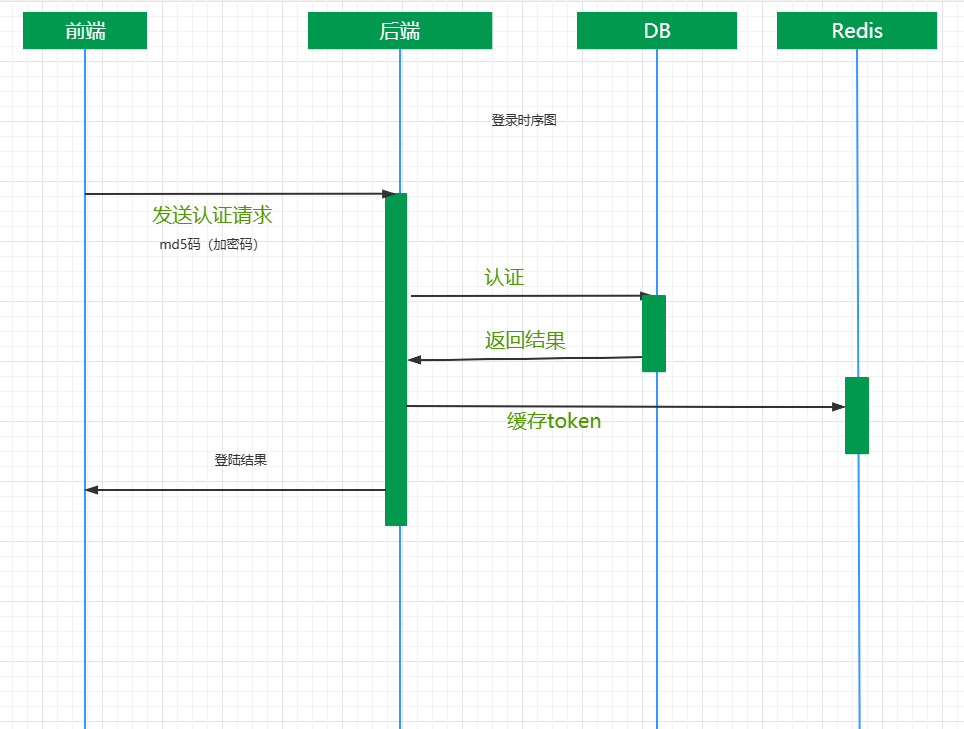 前端
后端
DB
Redis
登录时序图
发送认证请求
md5码（加密码）
认证
返回结果
缓存token
登陆结果